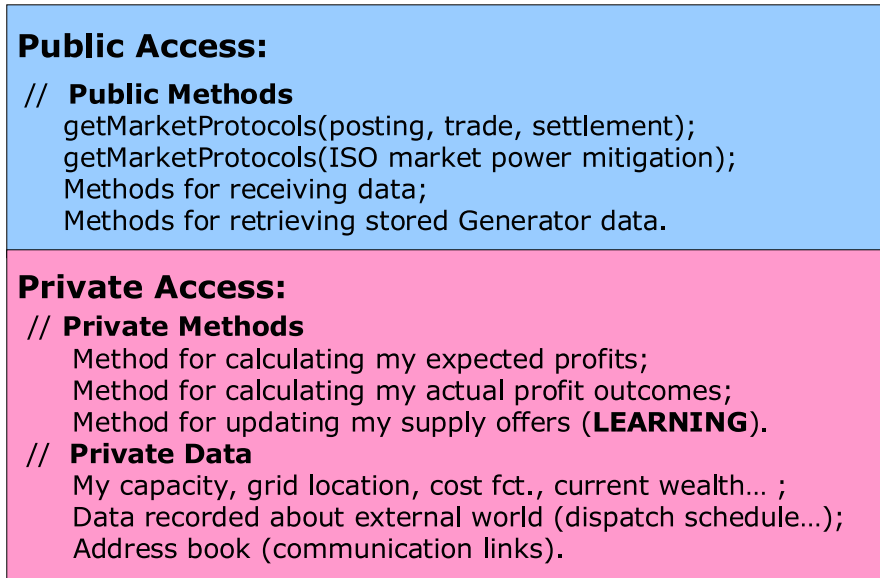 Public Access:
// Public Methods
getMarketProtocols(posting, trade, settlement);
getMarketProtocols(ISO market power mitigation);
Methods for receiving data;
Methods for retrieving stored Generator data.
Private Access:
// Private Methods
Method for calculating my expected profits;
Method for calculating my actual profit outcomes;
Method for updating my supply offers (LEARNING).
// Private Data
My capacity, grid location, cost fct., current wealth… ;
Data recorded about external world (dispatch schedule…);
Address book (communication links).